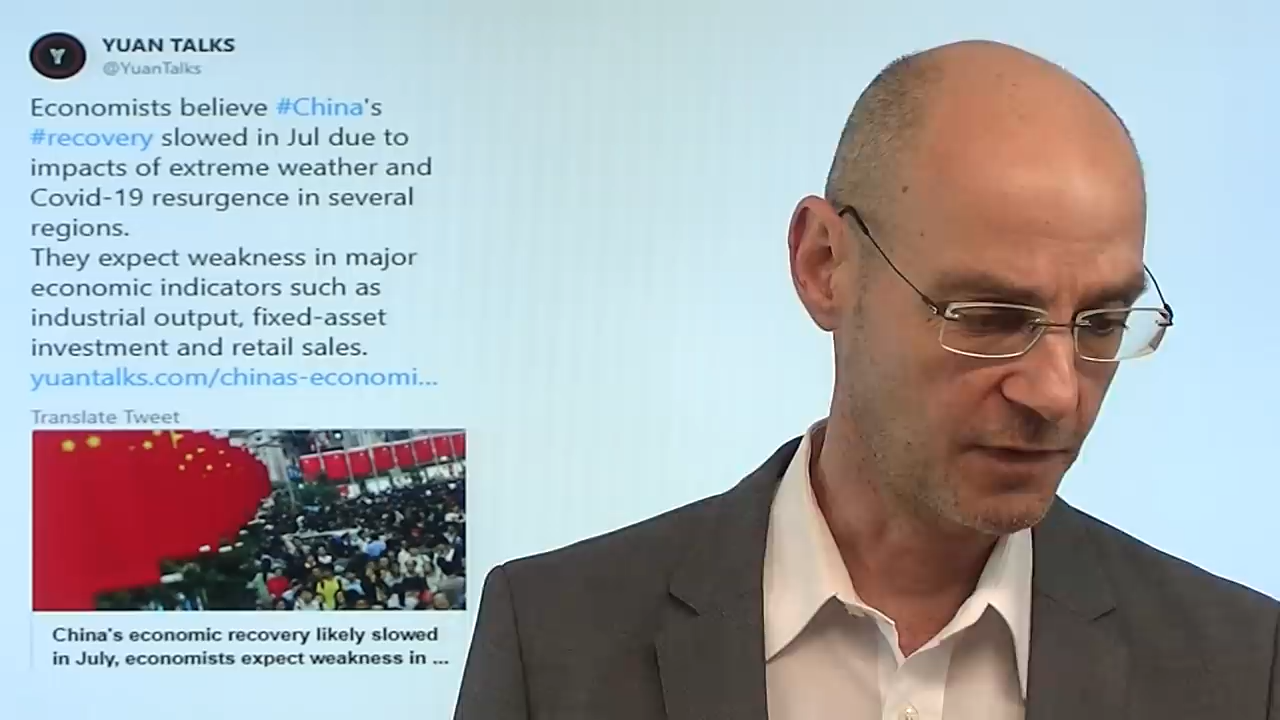 Y
YUAN TALKS
@YuanTalks
Economists believe #China's
#recovery slowed in Jul due to
impacts of extreme weather and
Covid-19 resurgence in several
regions.
They expect weakness in major
economic indicators such as
industrial output, fixed-asset
investment and retail sales.
yuantalks.com/chinas-economi...
Translate Tweet
China's economic recovery likely slowed
in July, economists expect weakness in ...